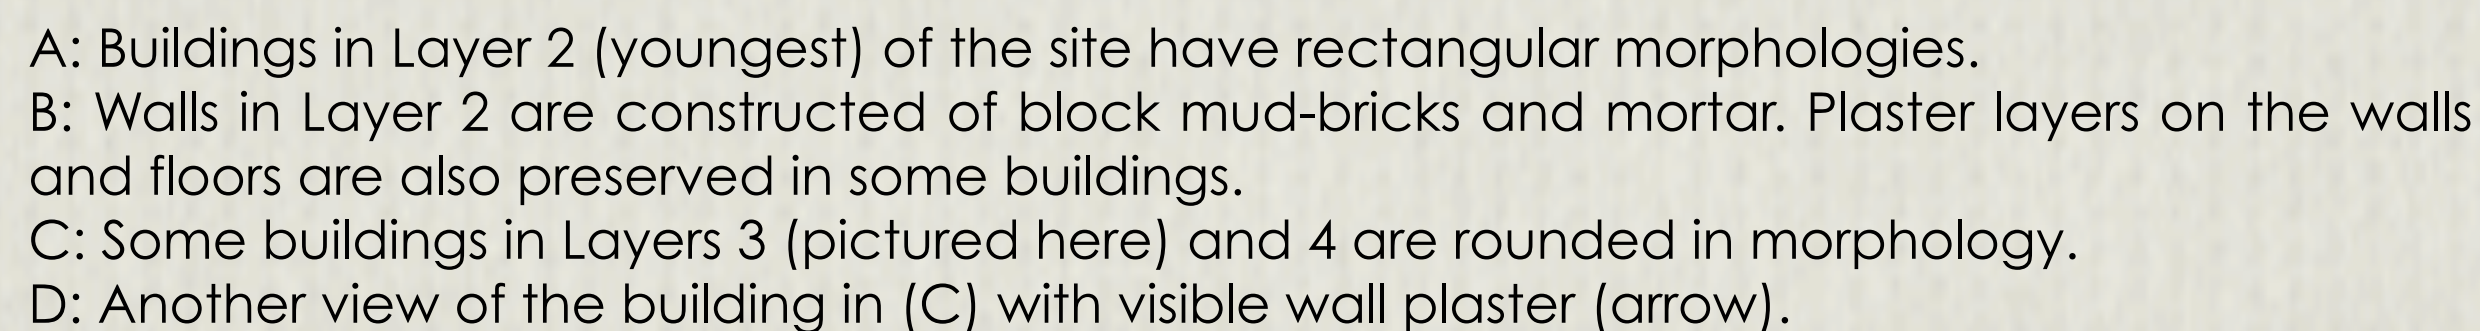 A: Buildings in Layer 2 (youngest) of the site have rectangular morphologies.
B: Walls in Layer 2 are constructed of block mud-bricks and mortar. Plaster layers on the walls
and floors are also preserved in some buildings.
C: Some buildings in Layers 3 (pictured here) and 4 are rounded in morphology.
D: Another view of the building in (C) with visible wall plaster (arrow).